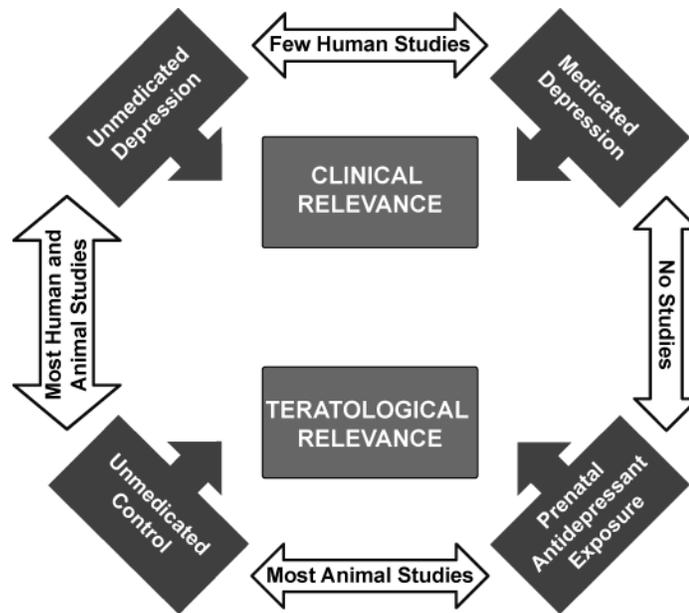 Few Human Studies
Unmedicated
Depression
Medicated
Depression
CLINICAL
RELEVANCE
Most Human and
Animal Studies
No Studies
TERATOLOGICAL
RELEVANCE
Unmedicated
Control
Prenatal
Antidepressant
Exposure
Most Animal Studies